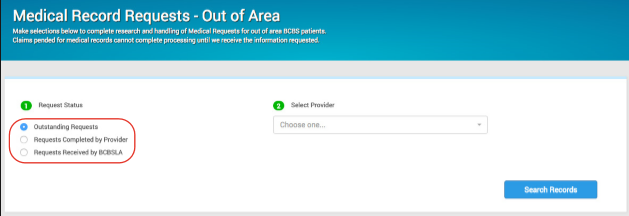 Medical Record Requests - Out of Area
Make selections below to complete research and handling of Medical Requests for out of area BCBS patients.
Claims pended for medical records cannot complete processing until we receive the information requested.
1 Request Status
Outstanding Requests
Requests Completed by Provider
Requests Received by BCBSLA
2 Select Provider
Choose one...
Search Records